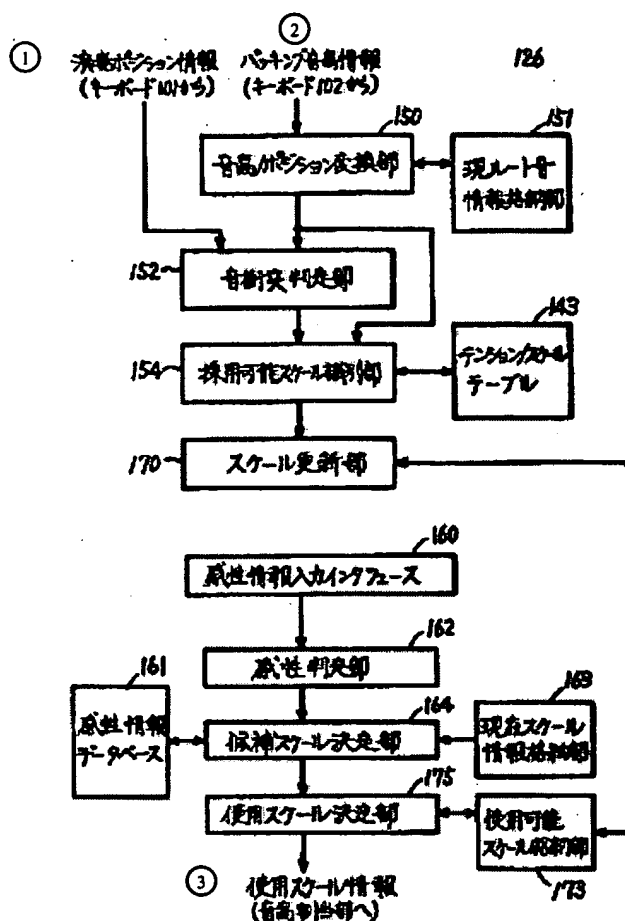 ①
演奏ポジション情報
(キーボード101から)
②
バッキング音高情報
(キーボード102から)
126
150
音高/ポジション変換部
151
現ルート音
情報格納部
152
音衝突判定部
143
テンション/スケール
テーブル
154
採用可能スケール識別部
170
スケール更新部
160
感性情報入力インタフェース
162
感性判定部
161
感性情報
データベース
164
候補スケール決定部
163
現在スケール
情報格納部
175
使用スケール決定部
使用可能
スケール格納部
173
③
使用スケール情報
(音高割当部へ)